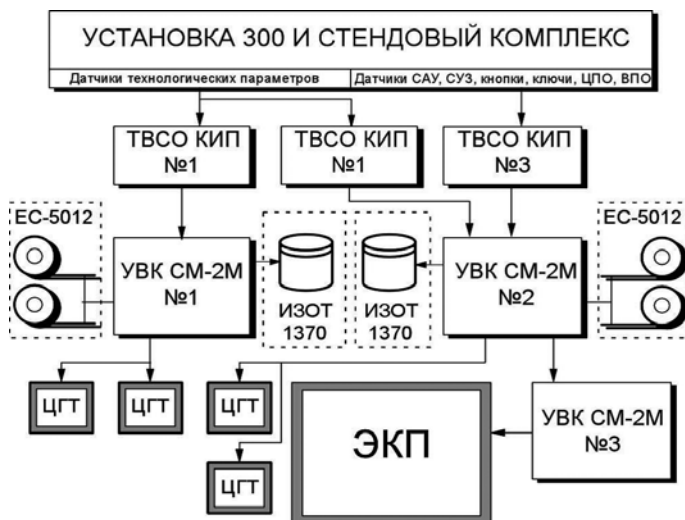 УСТАНОВКА 300 И СТЕНДОВЫЙ КОМПЛЕКС
Датчики технологических параметров
Датчики САУ, СУЗ, кнопки, ключи, ЦПО, ВПО
ТВСО КИП
№1
ТВСО КИП
№1
ТВСО КИП
№3
ЕС-5012
УВК СМ-2М
№1
ИЗОТ
1370
ИЗОТ
1370
УВК СМ-2М
№2
ЕС-5012
ЦГТ
ЦГТ
ЦГТ
ЦГТ
ЭКП
УВК СМ-2М
№3